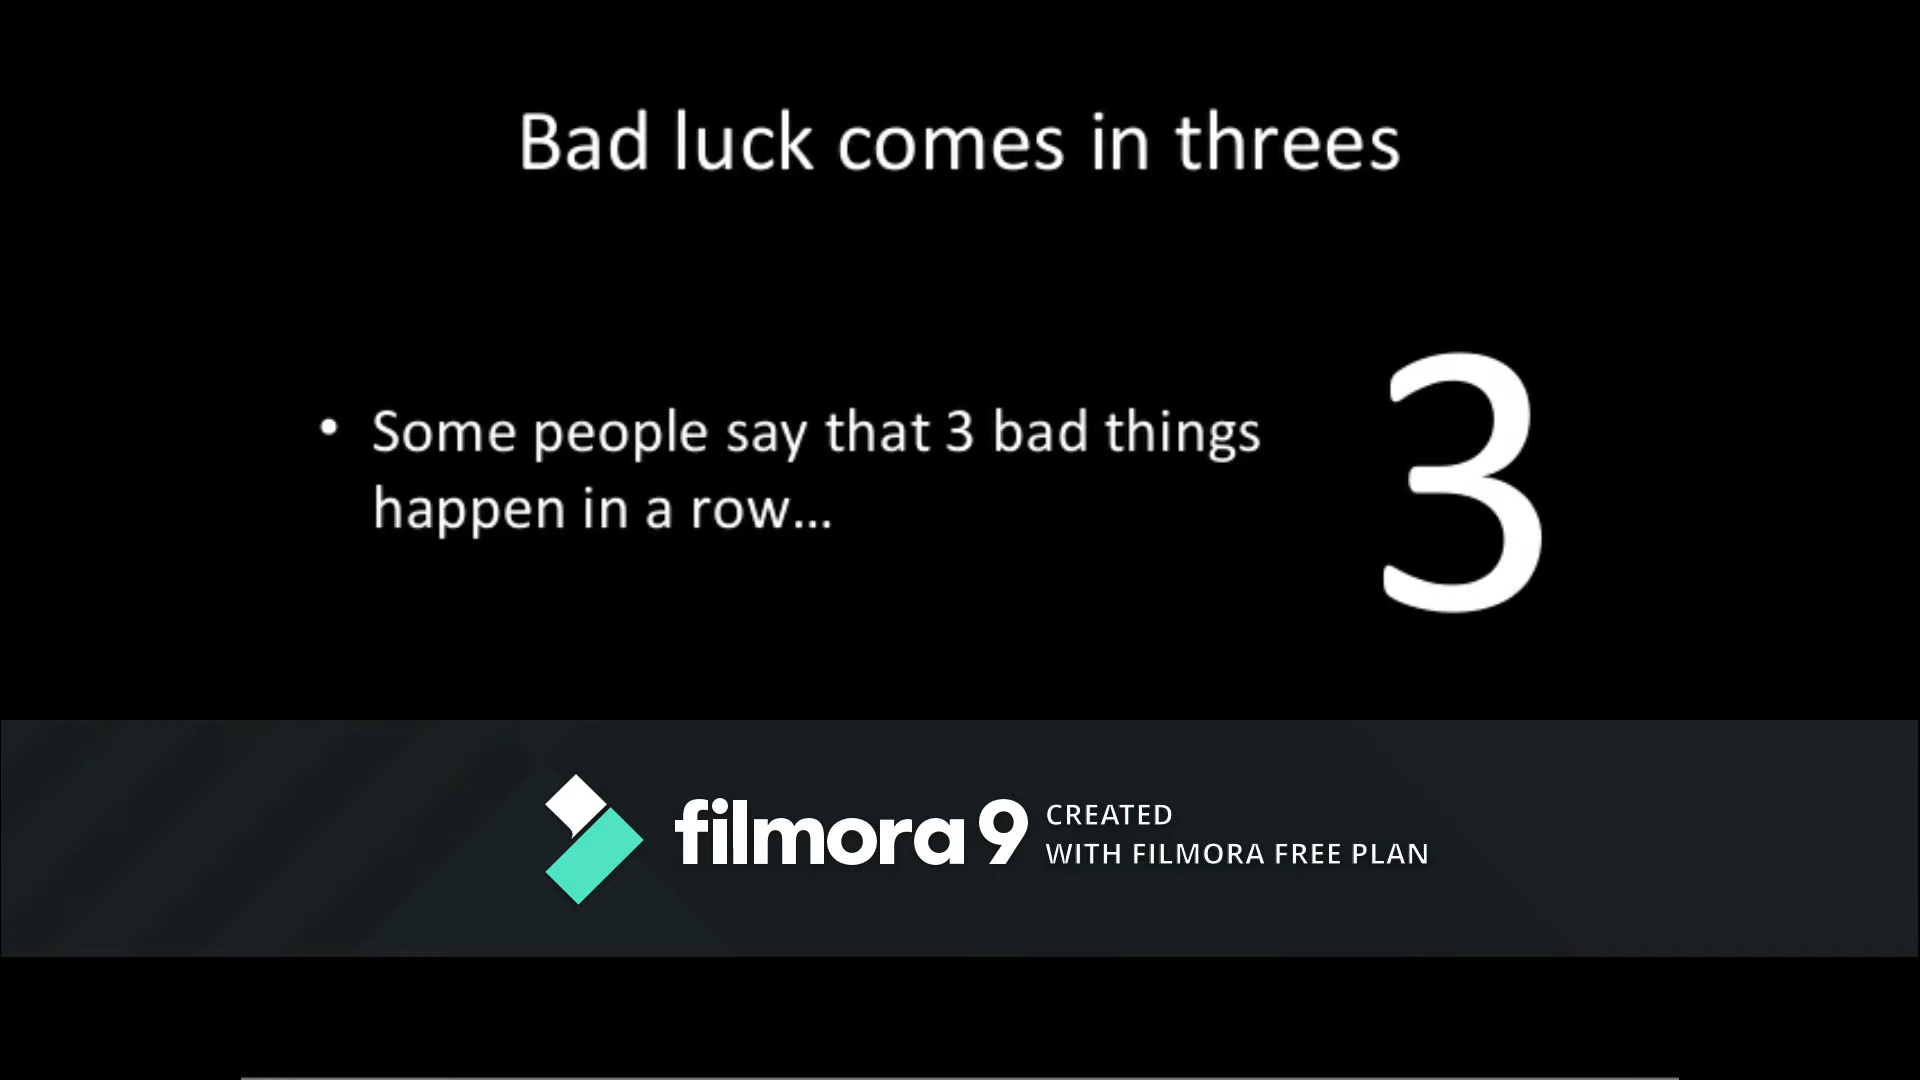 Bad luck comes in threes
• Some people say that 3 bad things
happen in a row...
3
filmora 9 CREATED
WITH FILMORA FREE PLAN